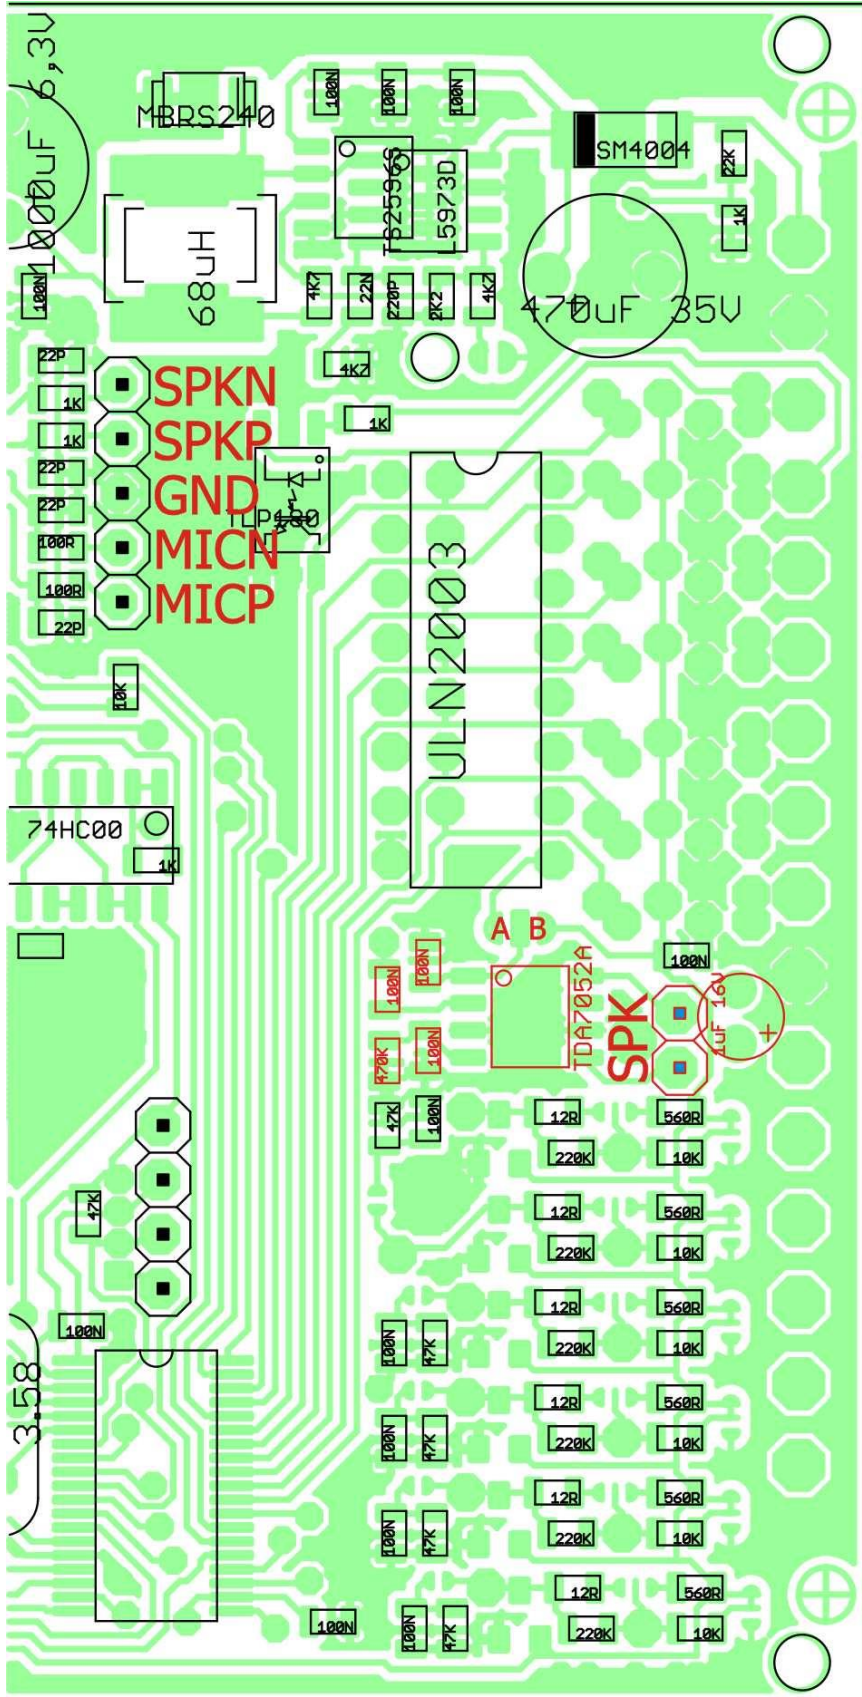 1000uF 6,3V
MBRS240
100N
100N
100N
SM4004
22K
TS2596S
L5973D
1K
68uH
100N
4K7
22N
220P
2K2
4K7
470uF 35V
22P
4K7
SPKN
1K
1K
1K
SPKP
22P
GND
22P
TLP180
100R
MICN
100R
MICP
22P
ULN2003
10K
74HC00
1K
A B
100N
100N
100N
TDA7052A
1uF 16V
+
SPK
470K
100N
47K
100N
12R
560R
220K
10K
47K
12R
560R
220K
10K
100N
12R
560R
100N
47K
220K
10K
3.58
12R
560R
100N
47K
220K
10K
12R
560R
100N
47K
220K
10K
12R
560R
100N
100N
47K
220K
10K